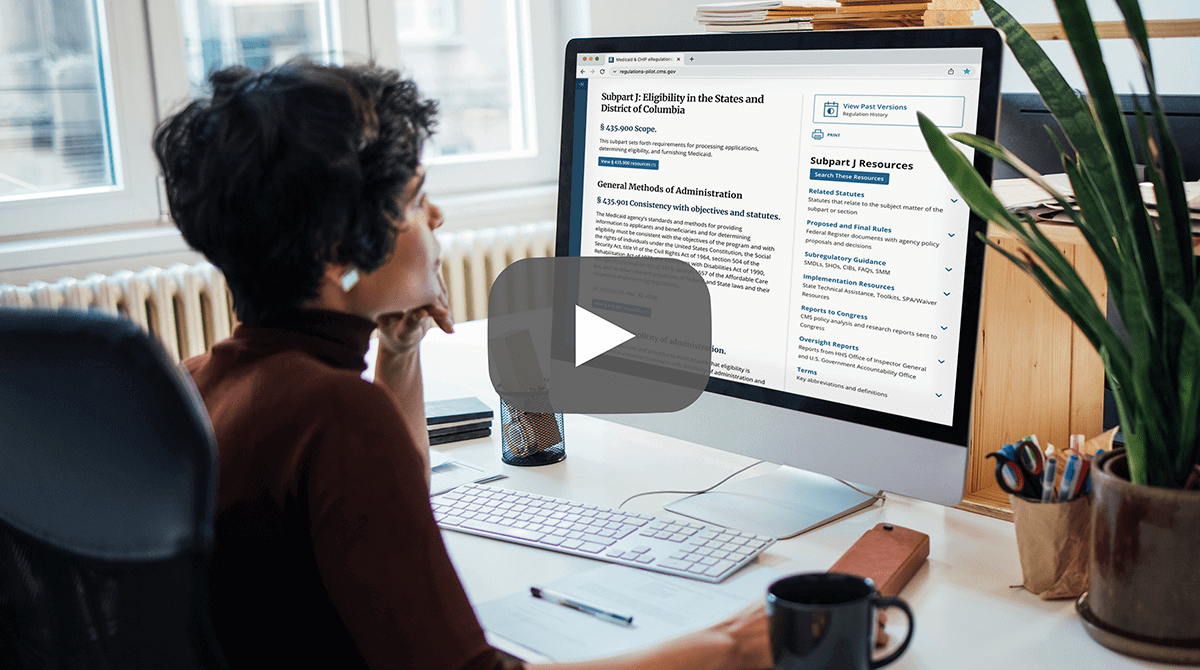 Medicaid & CHIP eRegulations
regulations-pilot.cms.gov
Subpart J: Eligibility in the States and
District of Columbia
§ 435.900 Scope.
This subpart sets forth requirements for processing applications,
determining eligibility, and furnishing Medicaid.
View § 435.900 resources (1)
General Methods of Administration
§ 435.901 Consistency with objectives and statutes.
The Medicaid agency's standards and methods for providing
information to applicants and beneficiaries and for determining
eligibility must be consistent with the objectives of the program and with
the rights of individuals under the United States Constitution, the Social
Security Act, title VI of the Civil Rights Act of 1964, section 504 of the
Rehabilitation Act of with Disabilities Act of 1990,
557 of the Affordable Care
and State laws and their
of administration.
that eligibility is
of administration and
View Past Versions
Regulation History
PRINT
Subpart J Resources
Search These Resources
Related Statutes
Statutes that relate to the subject matter of the
subpart or section
Proposed and Final Rules
Federal Register documents with agency policy
proposals and decisions
Subregulatory Guidance
SMDLs, SHOs, CIBs, FAQs, SMM
Implementation Resources
State Technical Assistance, Toolkits, SPA/Waiver
Resources
Reports to Congress
CMS policy analysis and research reports sent to
Congress
Oversight Reports
Reports from HHS Office of Inspector General
and U.S. Government Accountability Office
Terms
Key abbreviations and definitions